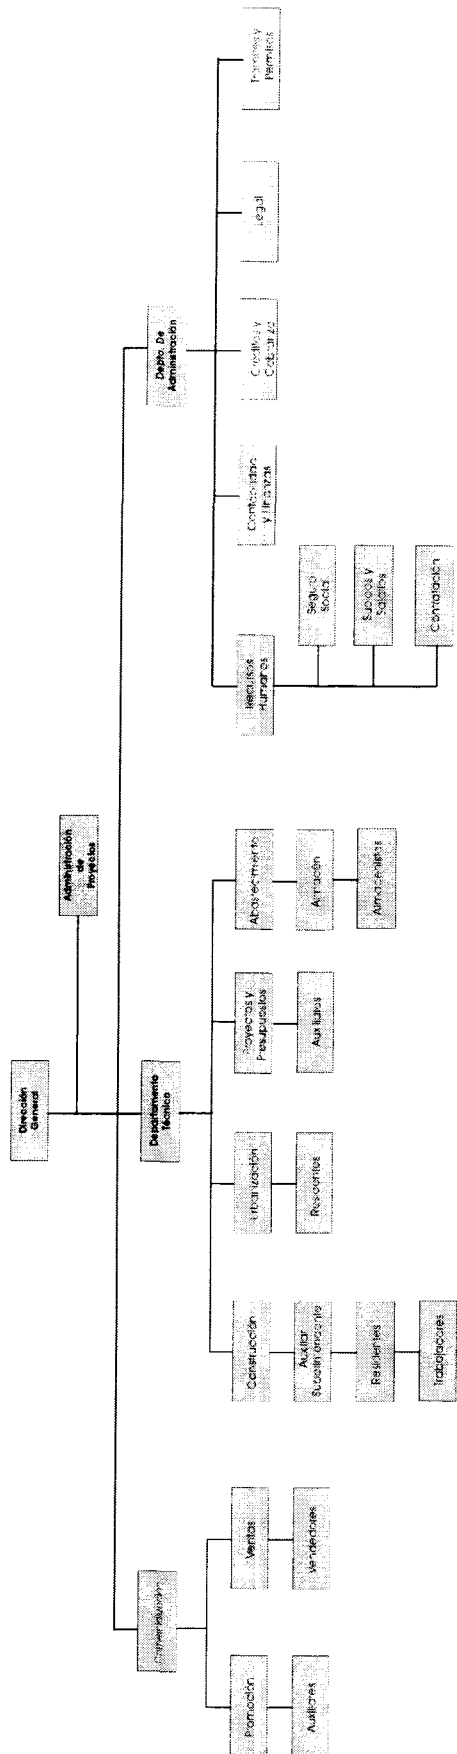 Dirección
General
Administración
de
Proyectos
Comercialización
Departamento
Técnico
Depto. De
Administración
Promoción
Ventas
Construcción
Urbanización
Proyectos y
Presupuestos
Abastecimiento
Recursos
Humanos
Contabilidad
y Finanzas
Crédito y
Cobranza
Legal
Trámites y
Permisos
Auxiliares
Vendedores
Auxiliar
Superintendente
Residentes
Auxiliares
Almacén
Seguro
Social
Residentes
Almacenistas
Sueldos y
Salarios
Trabajadores
Contratación